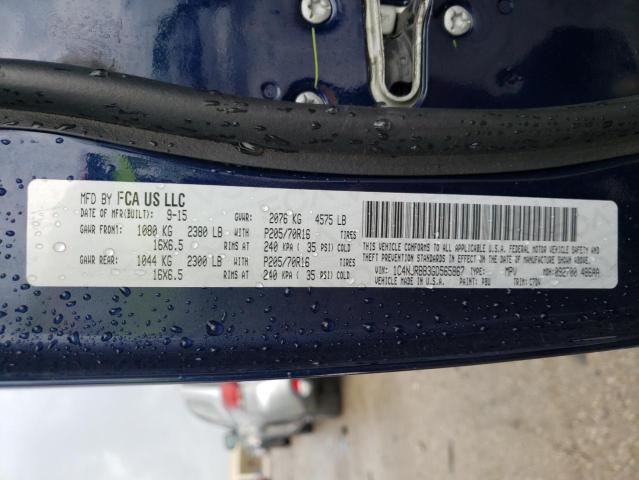 MFD BY FCA US LLC
DATE OF MFR(BUILT): 9-15 GVWR: 2076 KG 4575 LB
GAWR FRONT: 1080 KG 2380 LB WITH P205/70R16 TIRES
16X6.5 RIMS AT 240 KPA ( 35 PSI) COLD
GAWR REAR: 1044 KG 2300 LB WITH P205/70R16 TIRES
16X6.5 RIMS AT 240 KPA ( 35 PSI) COLD
THIS VEHICLE CONFORMS TO ALL APPLICABLE U.S.A. FEDERAL MOTOR VEHICLE SAFETY AND
THEFT PREVENTION STANDARDS IN EFFECT ON THE DATE OF MANUFACTURE SHOWN ABOVE.
VIN: 1C4NJRBB3GD565867 TYPE: MPV MDH: 092700 486AA
VEHICLE MADE IN U.S.A. PAINT: PBU TRIM: C7DV